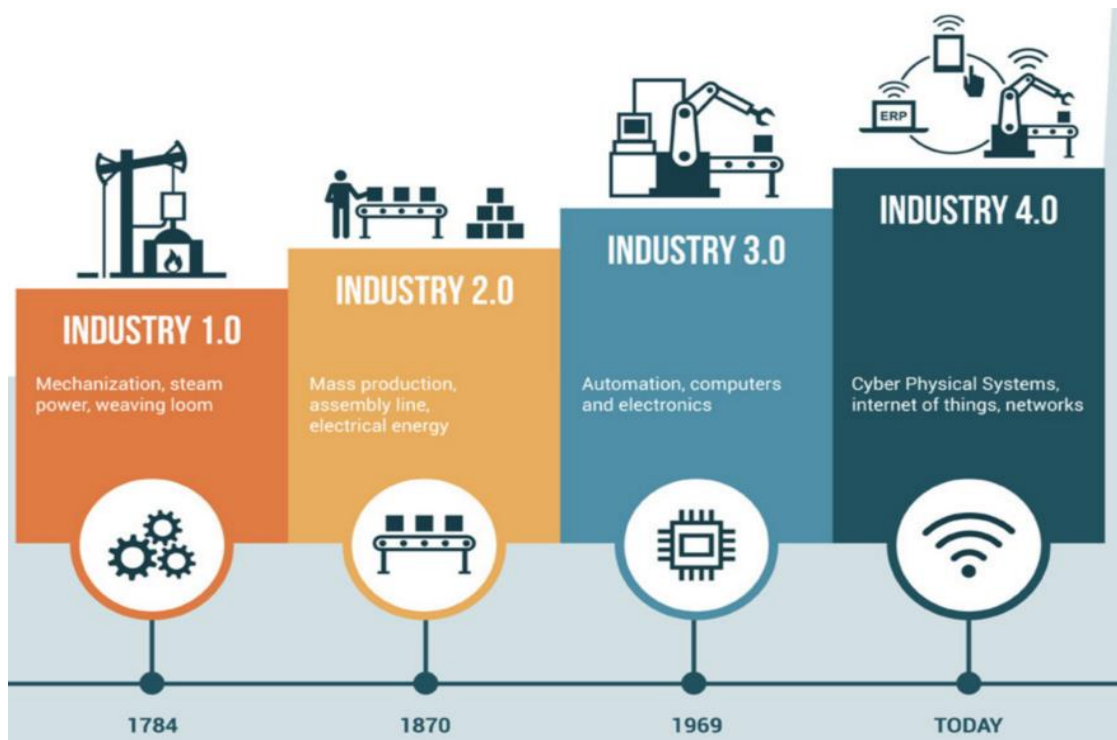 ERP
INDUSTRY 1.0
Mechanization, steam
power, weaving loom
INDUSTRY 2.0
Mass production,
assembly line,
electrical energy
INDUSTRY 3.0
Automation, computers
and electronics
INDUSTRY 4.0
Cyber Physical Systems,
internet of things, networks
1784
1870
1969
TODAY